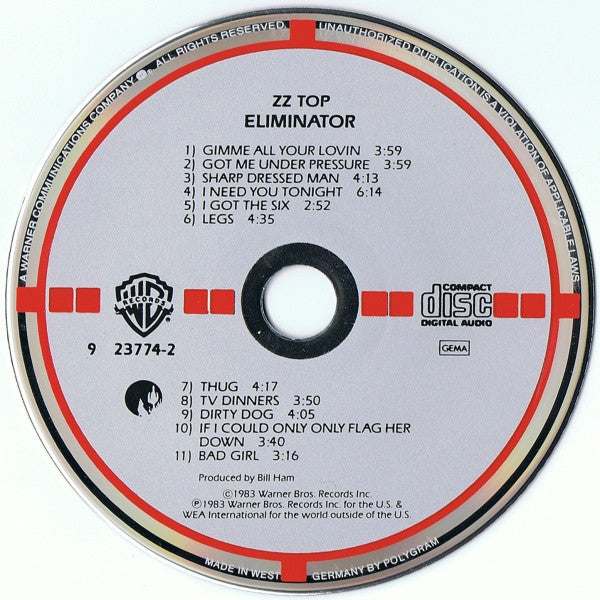 A WARNER COMMUNICATIONS COMPANY ALL RIGHTS RESERVED. UNAUTHORIZED DUPLICATION IS A VIOLATION OF APPLICABLE LAWS
ZZ TOP
ELIMINATOR
1) GIMME ALL YOUR LOVIN 3:59
2) GOT ME UNDER PRESSURE 3:59
3) SHARP DRESSED MAN 4:13
4) I NEED YOU TONIGHT 6:14
5) I GOT THE SIX 2:52
6) LEGS 4:35
WB RECORDS
COMPACT
disc
DIGITAL AUDIO
9 23774-2
GEMA
7) THUG 4:17
8) TV DINNERS 3:50
9) DIRTY DOG 4:05
10) IF I COULD ONLY ONLY FLAG HER
DOWN 3:40
11) BAD GIRL 3:16
Produced by Bill Ham
©1983 Warner Bros. Records Inc.
℗1983 Warner Bros. Records Inc. for the U.S. &
WEA International for the world outside of the U.S.
MADE IN WEST GERMANY BY POLYGRAM